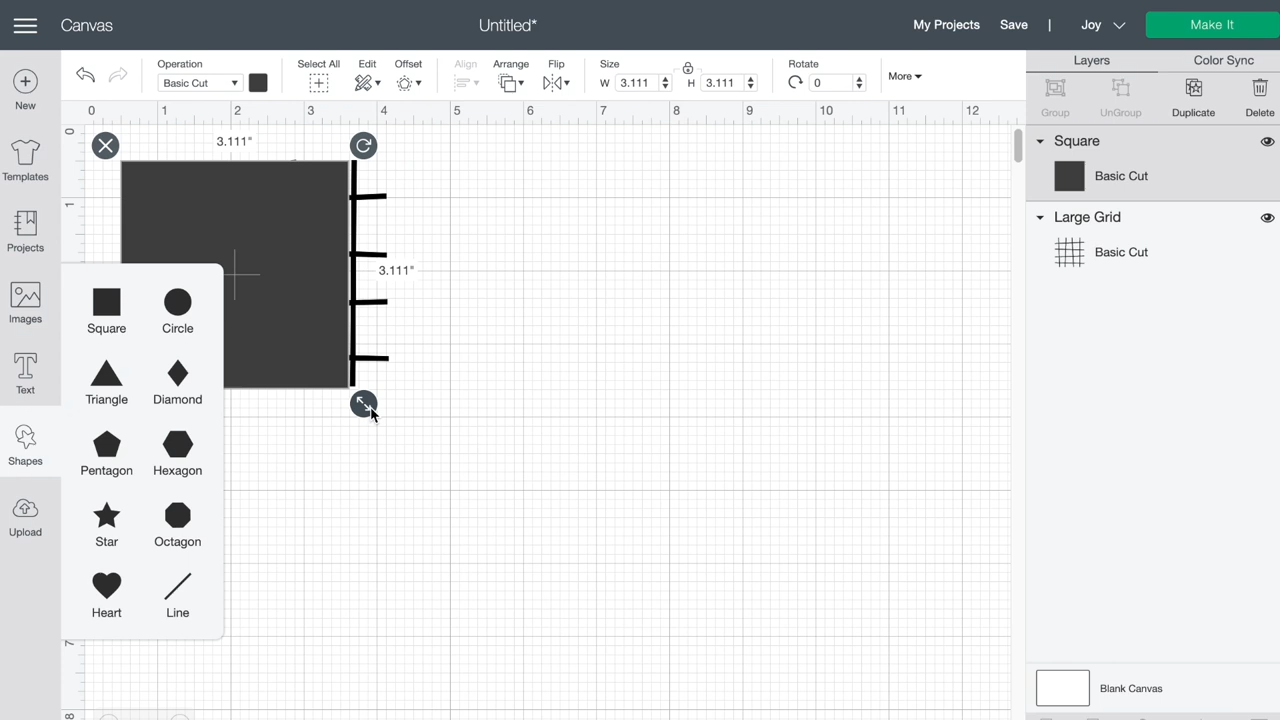 Canvas
Untitled*
My Projects
Save
|
Joy
Make It
New
Templates
Projects
Images
Text
Shapes
Upload
Operation
Basic Cut
Select All
Edit
Offset
Align
Arrange
Flip
Size
W 3.111
H 3.111
Rotate
0
More
0 1 2 3 4 5 6 7 8 9 10 11 12
0
1
7
8
3.111"
3.111"
Square
Circle
Triangle
Diamond
Pentagon
Hexagon
Star
Octagon
Heart
Line
Layers
Color Sync
Group
UnGroup
Duplicate
Delete
Square
Basic Cut
Large Grid
Basic Cut
Blank Canvas